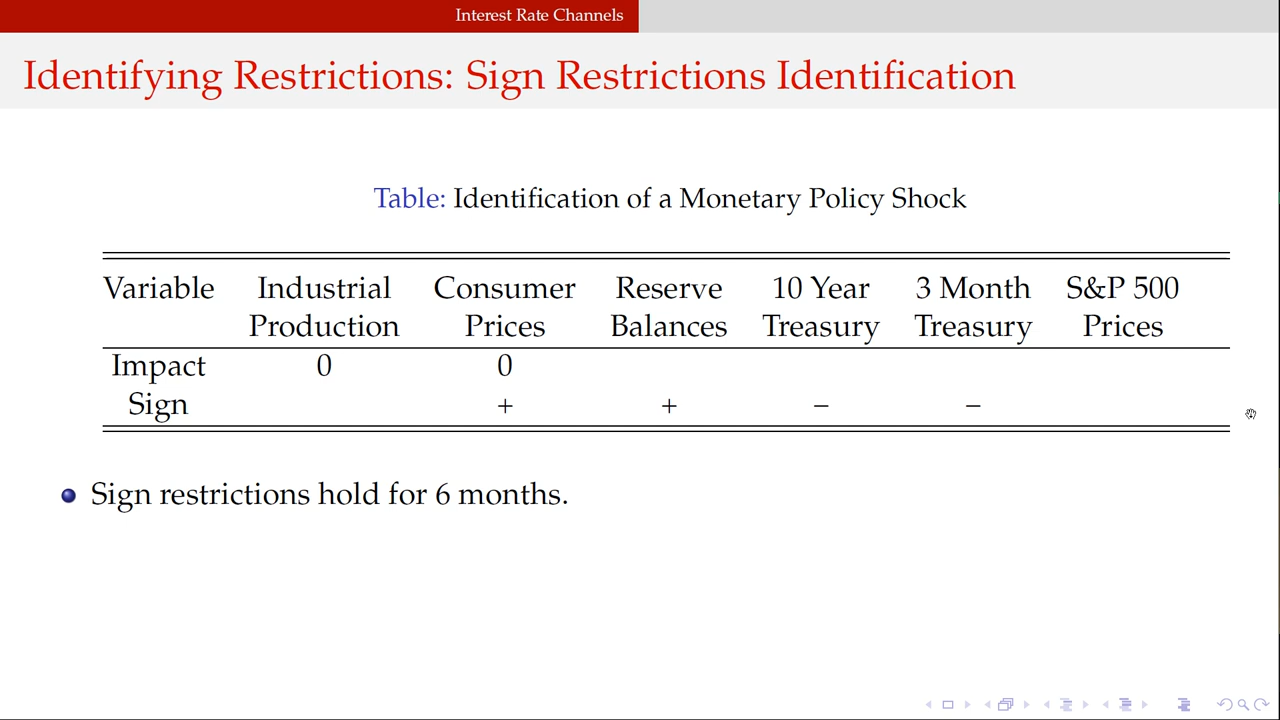 Interest Rate Channels
Identifying Restrictions: Sign Restrictions Identification
Table: Identification of a Monetary Policy Shock
Variable Industrial Consumer Reserve 10 Year 3 Month S&P 500
Production Prices Balances Treasury Treasury Prices
Impact 0 0
Sign + + – –
Sign restrictions hold for 6 months.